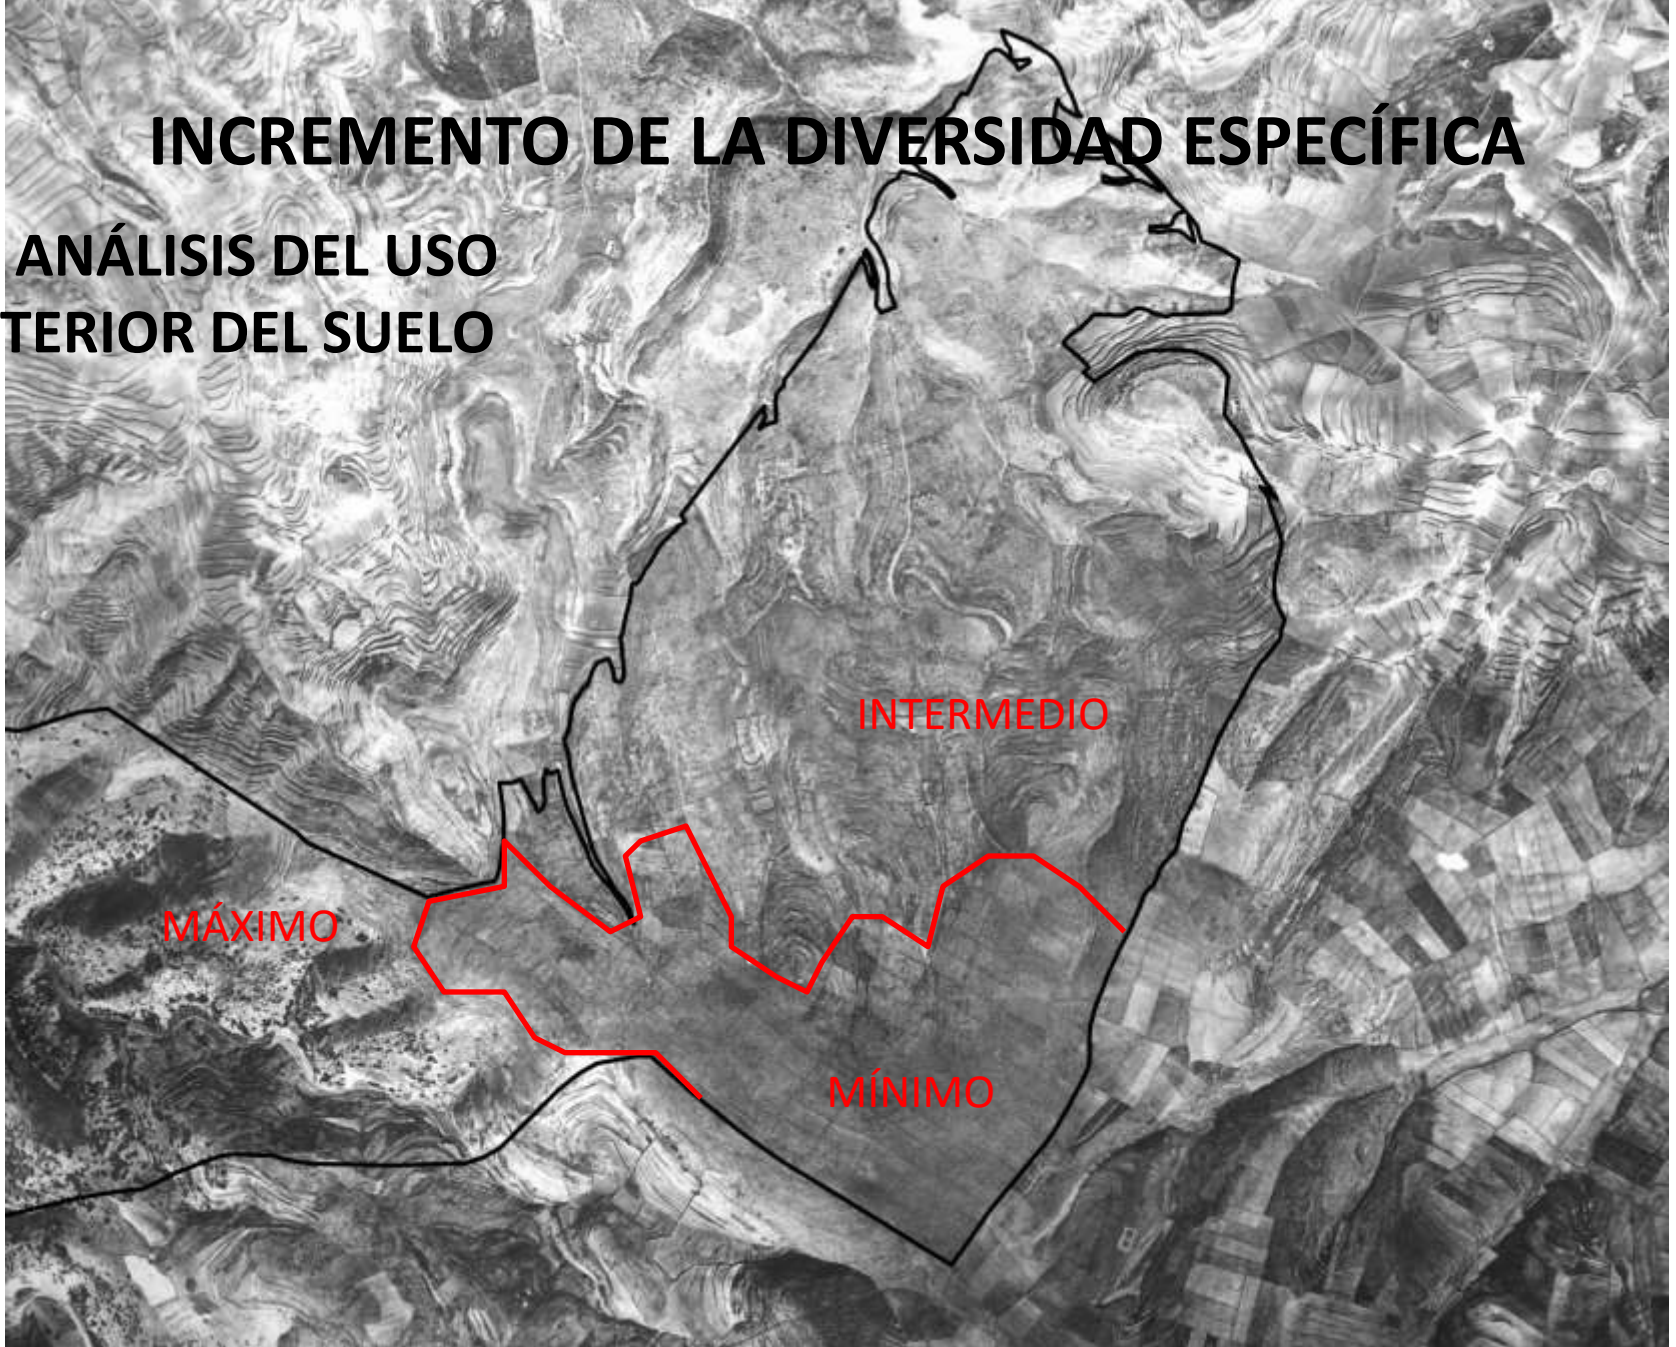 INCREMENTO DE LA DIVERSIDAD ESPECÍFICA
ANÁLISIS DEL USO
TERIOR DEL SUELO
INTERMEDIO
MÁXIMO
MÍNIMO